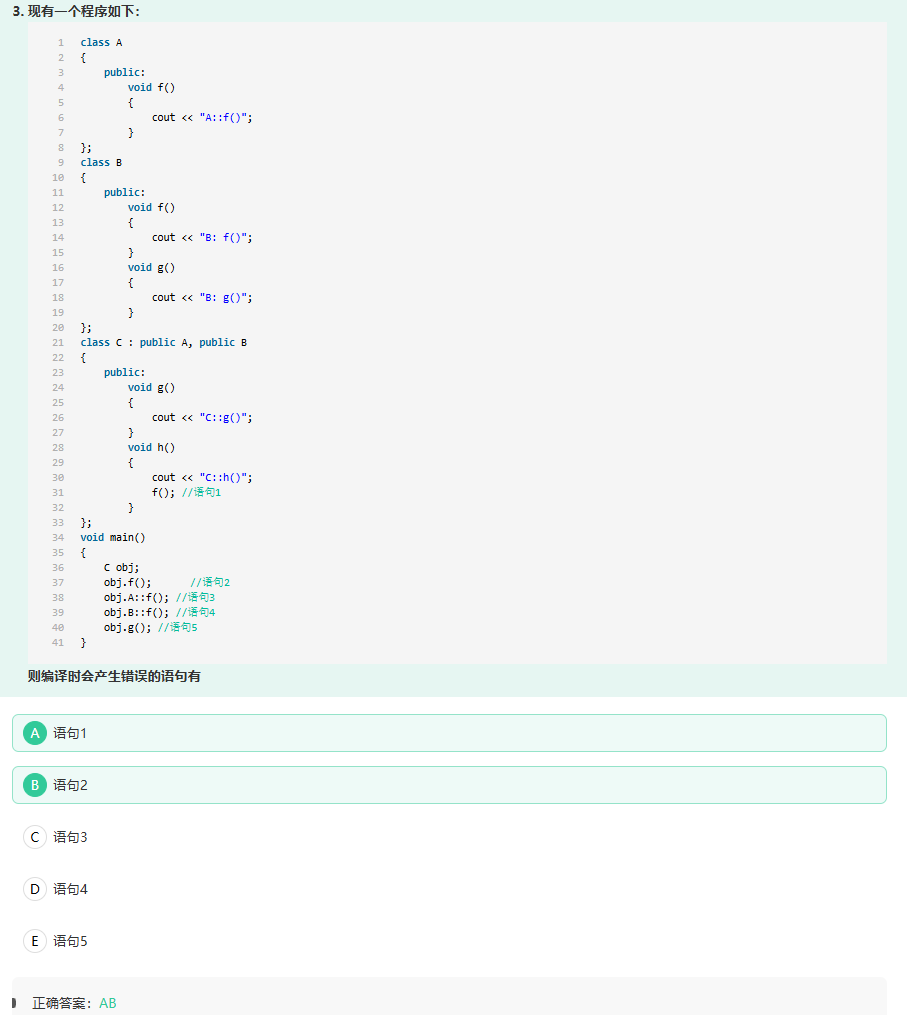 3. 现有一个程序如下：
1 class A
2 {
3 public:
4 void f()
5 {
6 cout << "A::f()";
7 }
8 };
9 class B
10 {
11 public:
12 void f()
13 {
14 cout << "B: f()";
15 }
16 void g()
17 {
18 cout << "B: g()";
19 }
20 };
21 class C : public A, public B
22 {
23 public:
24 void g()
25 {
26 cout << "C::g()";
27 }
28 void h()
29 {
30 cout << "C::h()";
31 f(); //语句1
32 }
33 };
34 void main()
35 {
36 C obj;
37 obj.f(); //语句2
38 obj.A::f(); //语句3
39 obj.B::f(); //语句4
40 obj.g(); //语句5
41 }
则编译时会产生错误的语句有
A 语句1
B 语句2
C 语句3
D 语句4
E 语句5
正确答案：AB